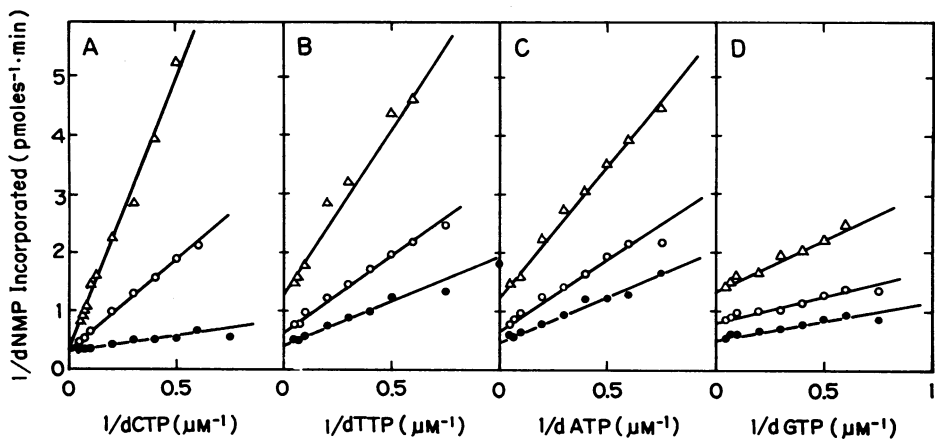 1/dNMP Incorporated (pmoles⁻¹·min)
A
B
C
D
5
4
3
2
1
0
0 0.5 0 0.5 0 0.5 0 0.5 1
1/dCTP (μM⁻¹)
1/dTTP (μM⁻¹)
1/d ATP (μM⁻¹)
1/d GTP (μM⁻¹)